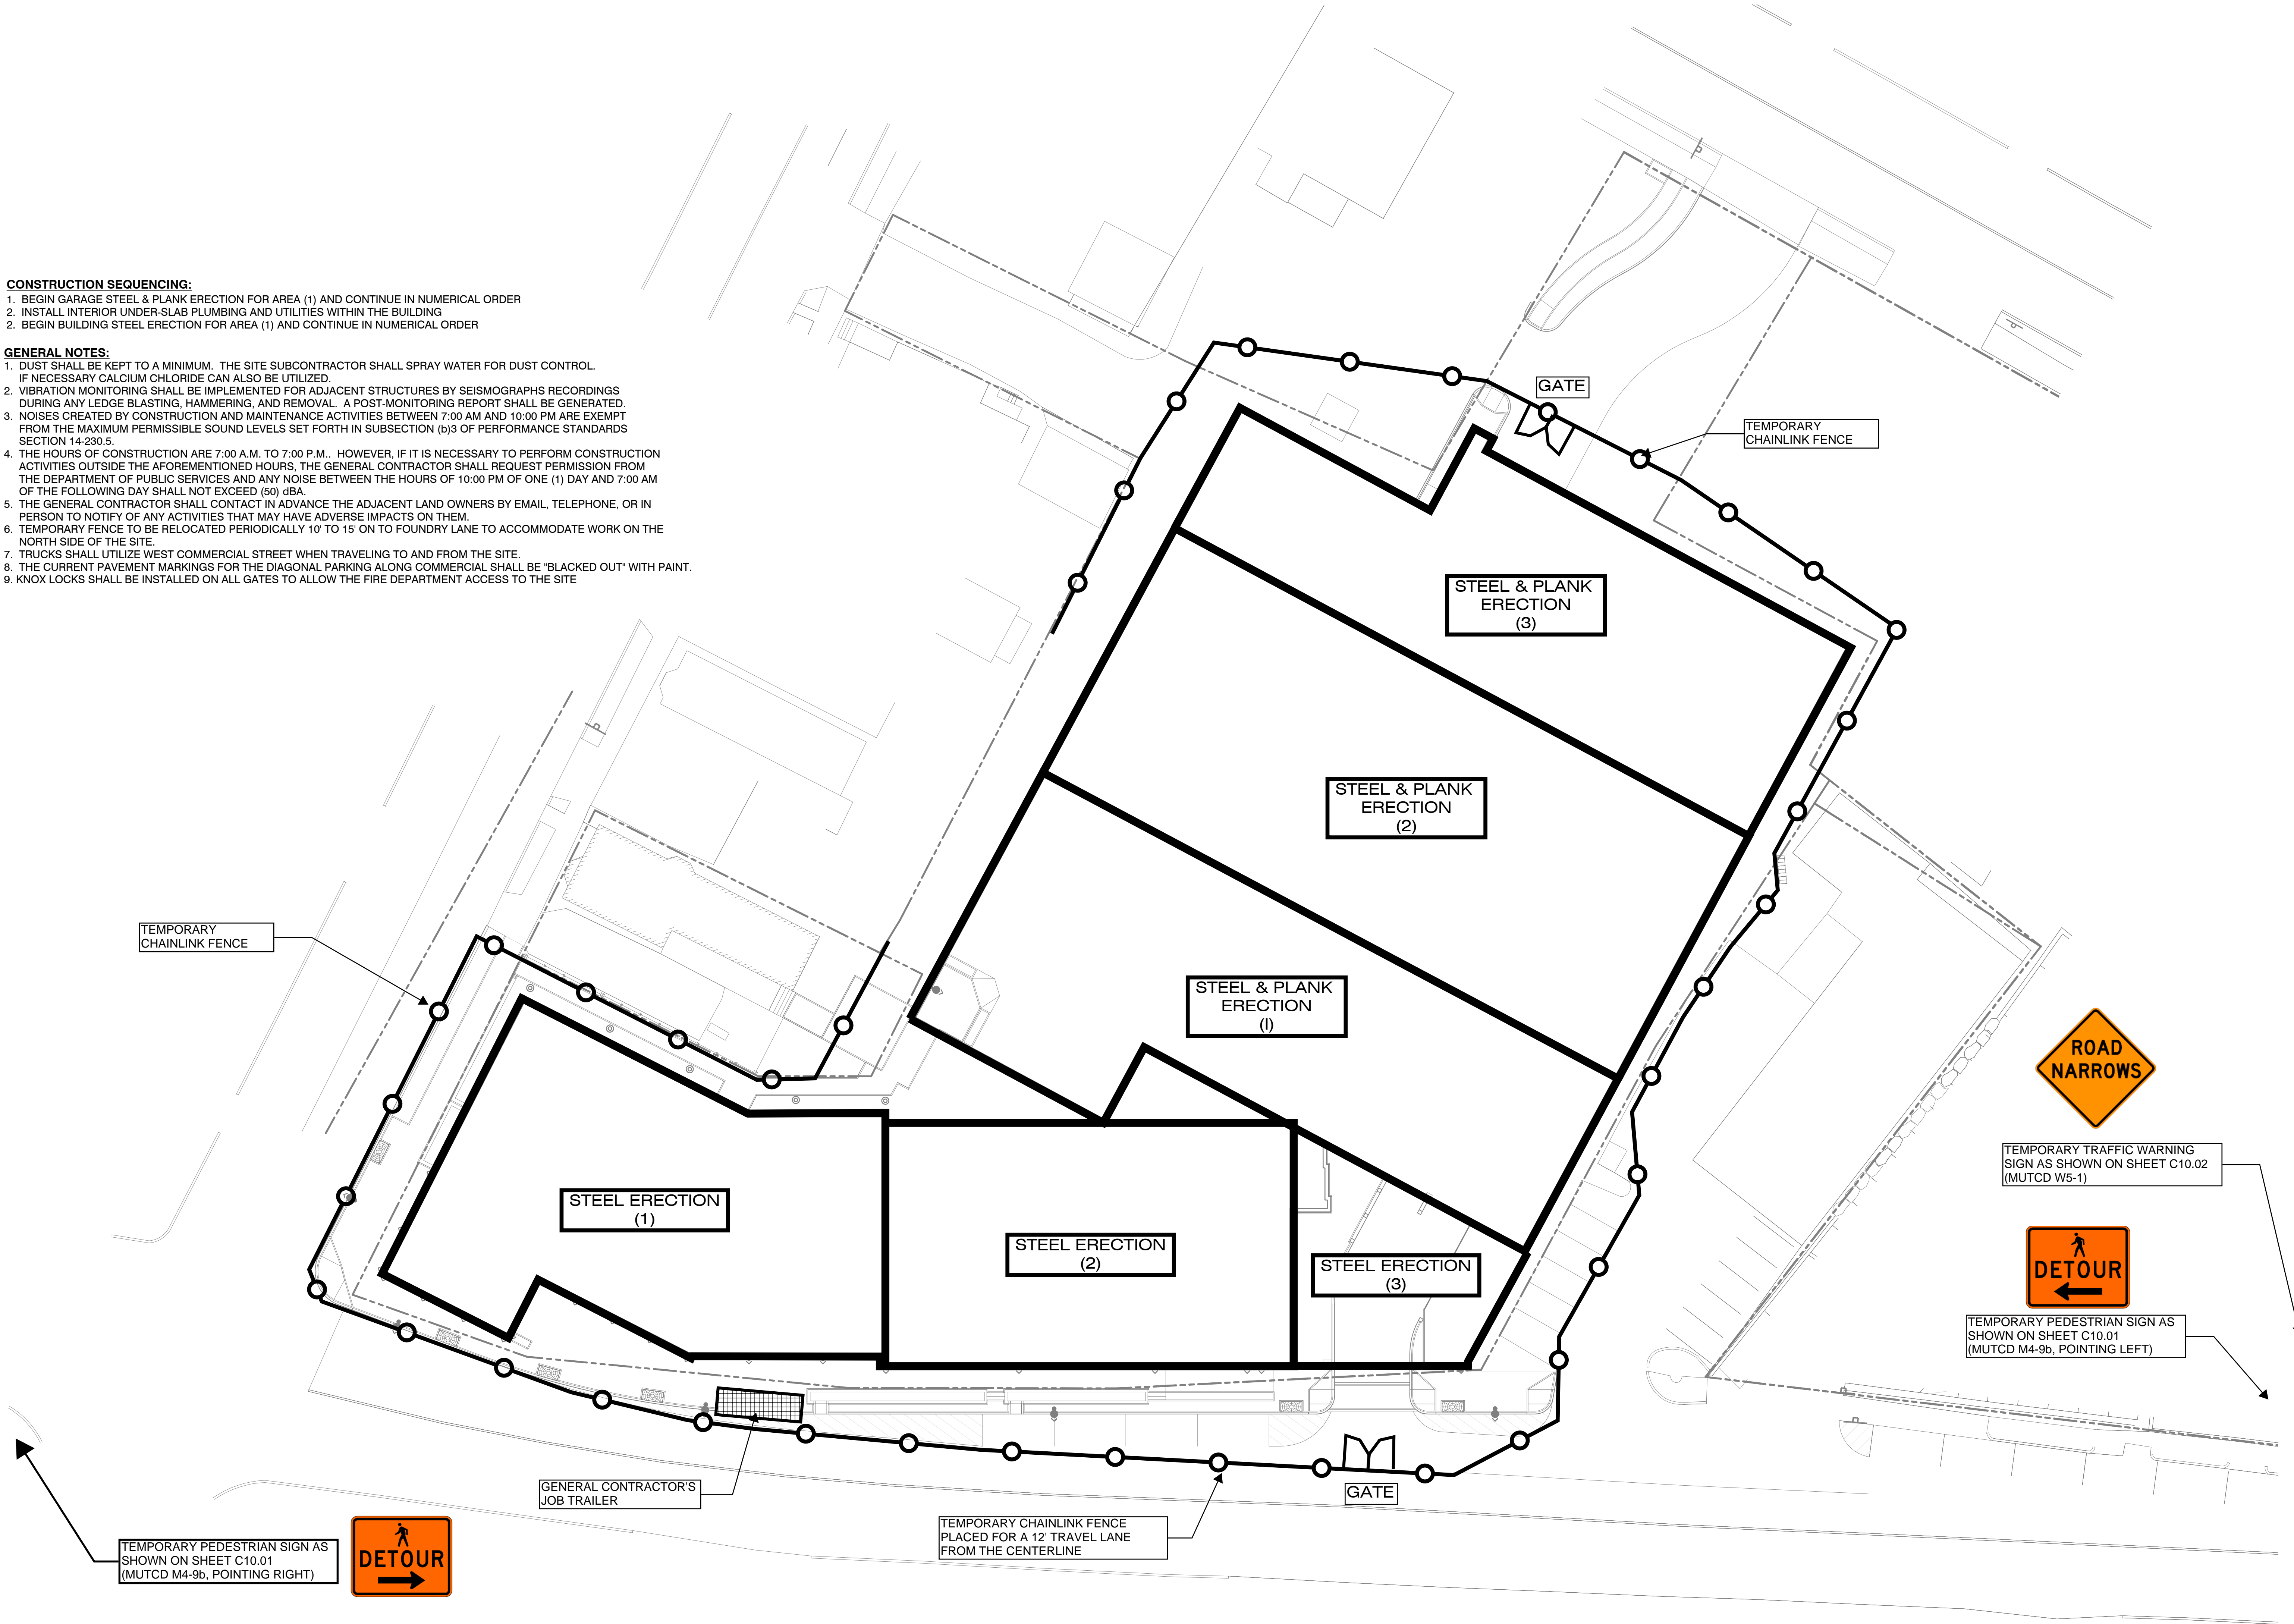 CONSTRUCTION SEQUENCING:
1. BEGIN GARAGE STEEL & PLANK ERECTION FOR AREA (1) AND CONTINUE IN NUMERICAL ORDER
2. INSTALL INTERIOR UNDER-SLAB PLUMBING AND UTILITIES WITHIN THE BUILDING
2. BEGIN BUILDING STEEL ERECTION FOR AREA (1) AND CONTINUE IN NUMERICAL ORDER
GENERAL NOTES:
1. DUST SHALL BE KEPT TO A MINIMUM. THE SITE SUBCONTRACTOR SHALL SPRAY WATER FOR DUST CONTROL.
IF NECESSARY CALCIUM CHLORIDE CAN ALSO BE UTILIZED.
2. VIBRATION MONITORING SHALL BE IMPLEMENTED FOR ADJACENT STRUCTURES BY SEISMOGRAPHS RECORDINGS
DURING ANY LEDGE BLASTING, HAMMERING, AND REMOVAL. A POST-MONITORING REPORT SHALL BE GENERATED.
3. NOISES CREATED BY CONSTRUCTION AND MAINTENANCE ACTIVITIES BETWEEN 7:00 AM AND 10:00 PM ARE EXEMPT
FROM THE MAXIMUM PERMISSIBLE SOUND LEVELS SET FORTH IN SUBSECTION (b)3 OF PERFORMANCE STANDARDS
SECTION 14-230.5.
4. THE HOURS OF CONSTRUCTION ARE 7:00 A.M. TO 7:00 P.M.. HOWEVER, IF IT IS NECESSARY TO PERFORM CONSTRUCTION
ACTIVITIES OUTSIDE THE AFOREMENTIONED HOURS, THE GENERAL CONTRACTOR SHALL REQUEST PERMISSION FROM
THE DEPARTMENT OF PUBLIC SERVICES AND ANY NOISE BETWEEN THE HOURS OF 10:00 PM OF ONE (1) DAY AND 7:00 AM
OF THE FOLLOWING DAY SHALL NOT EXCEED (50) dBA.
5. THE GENERAL CONTRACTOR SHALL CONTACT IN ADVANCE THE ADJACENT LAND OWNERS BY EMAIL, TELEPHONE, OR IN
PERSON TO NOTIFY OF ANY ACTIVITIES THAT MAY HAVE ADVERSE IMPACTS ON THEM.
6. TEMPORARY FENCE TO BE RELOCATED PERIODICALLY 10' TO 15' ON TO FOUNDRY LANE TO ACCOMMODATE WORK ON THE
NORTH SIDE OF THE SITE.
7. TRUCKS SHALL UTILIZE WEST COMMERCIAL STREET WHEN TRAVELING TO AND FROM THE SITE.
8. THE CURRENT PAVEMENT MARKINGS FOR THE DIAGONAL PARKING ALONG COMMERCIAL SHALL BE "BLACKED OUT" WITH PAINT.
9. KNOX LOCKS SHALL BE INSTALLED ON ALL GATES TO ALLOW THE FIRE DEPARTMENT ACCESS TO THE SITE
GATE
TEMPORARY
CHAINLINK FENCE
STEEL & PLANK
ERECTION
(3)
STEEL & PLANK
ERECTION
(2)
STEEL & PLANK
ERECTION
(I)
TEMPORARY
CHAINLINK FENCE
STEEL ERECTION
(1)
STEEL ERECTION
(2)
STEEL ERECTION
(3)
ROAD
NARROWS
TEMPORARY TRAFFIC WARNING
SIGN AS SHOWN ON SHEET C10.02
(MUTCD W5-1)
DETOUR
TEMPORARY PEDESTRIAN SIGN AS
SHOWN ON SHEET C10.01
(MUTCD M4-9b, POINTING LEFT)
GENERAL CONTRACTOR'S
JOB TRAILER
GATE
TEMPORARY CHAINLINK FENCE
PLACED FOR A 12' TRAVEL LANE
FROM THE CENTERLINE
TEMPORARY PEDESTRIAN SIGN AS
SHOWN ON SHEET C10.01
(MUTCD M4-9b, POINTING RIGHT)
DETOUR